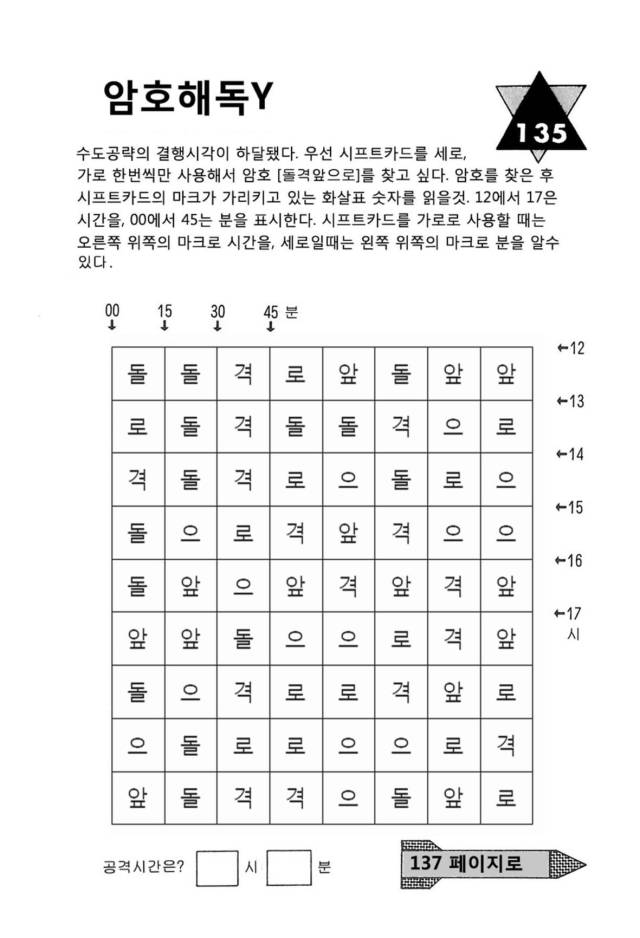 암호해독Y
135
수도공략의 결행시각이 하달됐다. 우선 시프트카드를 세로,
가로 한번씩만 사용해서 암호 [돌격앞으로]를 찾고 싶다. 암호를 찾은 후
시프트카드의 마크가 가리키고 있는 화살표 숫자를 읽을것. 12에서 17은
시간을, 00에서 45는 분을 표시한다. 시프트카드를 가로로 사용할 때는
오른쪽 위쪽의 마크로 시간을, 세로일때는 왼쪽 위쪽의 마크로 분을 알수
있다.
00 15 30 45 분
←12
돌 돌 격 로 앞 돌 앞 앞
←13
로 돌 격 돌 돌 격 으 로
←14
격 돌 격 로 으 돌 로 으
←15
돌 으 로 격 앞 격 으 으
←16
돌 앞 으 앞 격 앞 격 앞
←17
시
앞 앞 돌 으 으 로 격 앞
돌 으 격 로 로 격 앞 로
으 돌 로 로 으 으 로 격
앞 돌 격 격 으 돌 앞 로
공격시간은? 시 분
137 페이지로